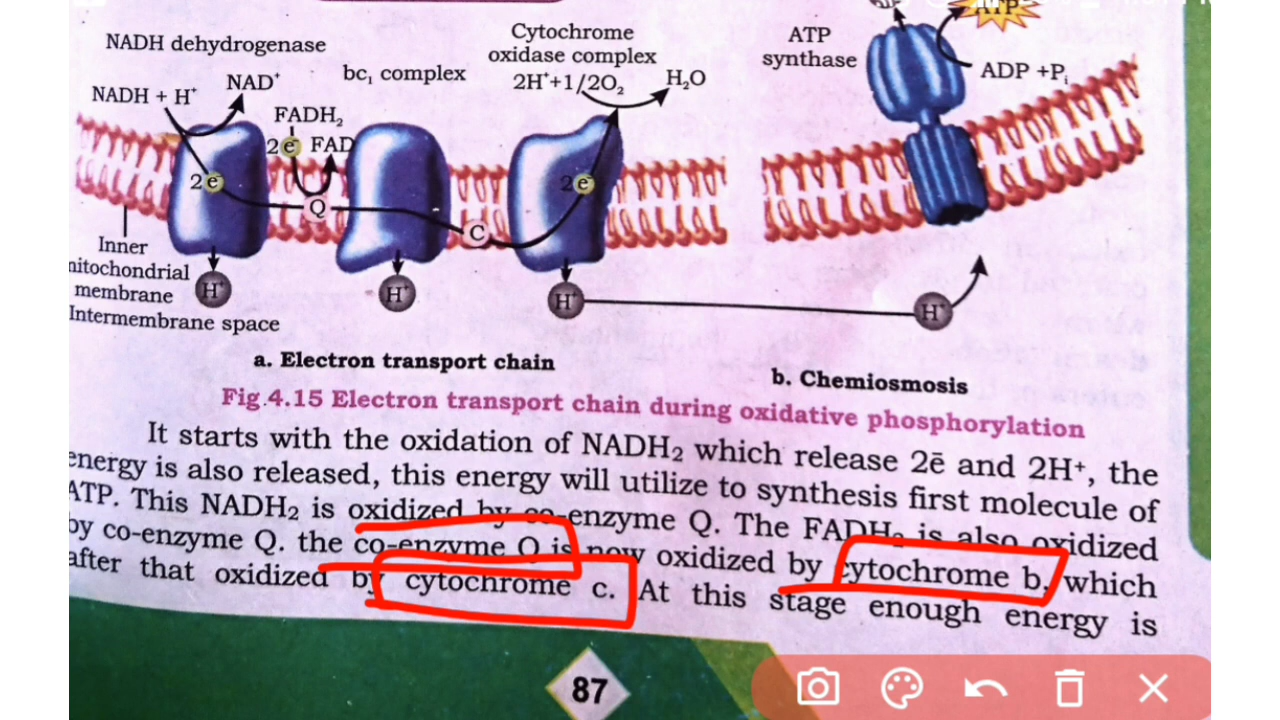 NADH dehydrogenase
bc₁ complex
Cytochrome
oxidase complex
2H⁺+1/2O₂
H₂O
ATP
synthase
ATP
ADP +Pᵢ
NADH + H⁺
NAD⁺
FADH₂
2 e⁻ FAD
2 e⁻
Q
C
2 e⁻
Inner
mitochondrial
membrane
Intermembrane space
H⁺
H⁺
H⁺
H⁺
a. Electron transport chain
b. Chemiosmosis
Fig.4.15 Electron transport chain during oxidative phosphorylation
It starts with the oxidation of NADH₂ which release 2ē and 2H⁺, the
energy is also released, this energy will utilize to synthesis first molecule of
ATP. This NADH₂ is oxidized by co-enzyme Q. The FADH₂ is also oxidized
by co-enzyme Q. the co-enzyme Q is now oxidized by cytochrome b, which
after that oxidized by cytochrome c. At this stage enough energy is
87